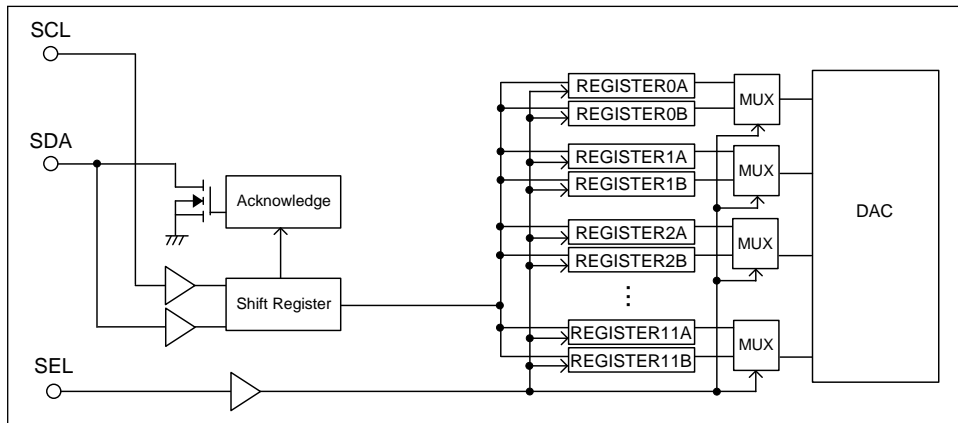 SCL
SDA
SEL
Acknowledge
Shift Register
REGISTER0A
REGISTER0B
REGISTER1A
REGISTER1B
REGISTER2A
REGISTER2B
⋮
REGISTER11A
REGISTER11B
MUX
MUX
MUX
MUX
DAC